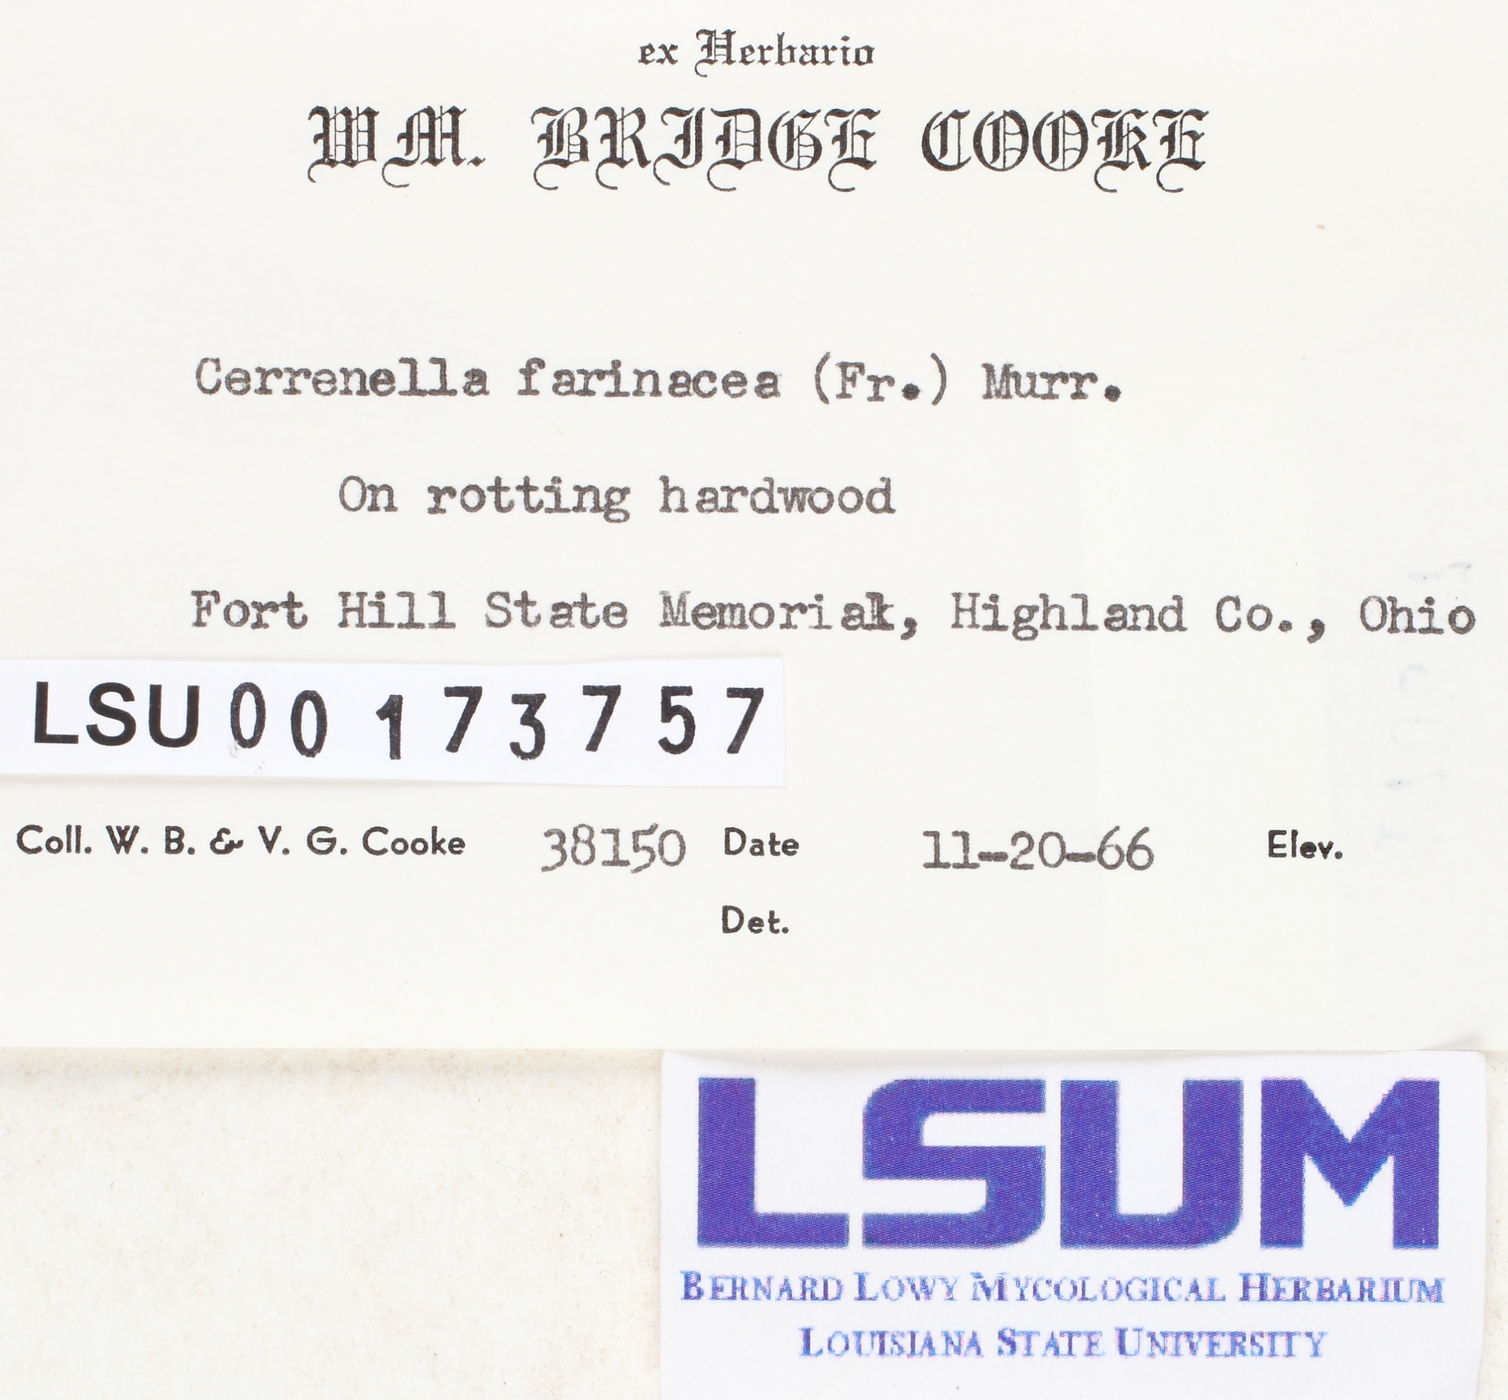 ex Herbario
WM. BRIDGE COOKE
Cerrenella farinacea (Fr.) Murr.
On rotting hardwood
Fort Hill State Memorial, Highland Co., Ohio
LSU00173757
Coll. W. B. & V. G. Cooke 38150 Date 11-20-66 Elev.
Det.
LSUM
BERNARD LOWY MYCOLOGICAL HERBARIUM
LOUISIANA STATE UNIVERSITY